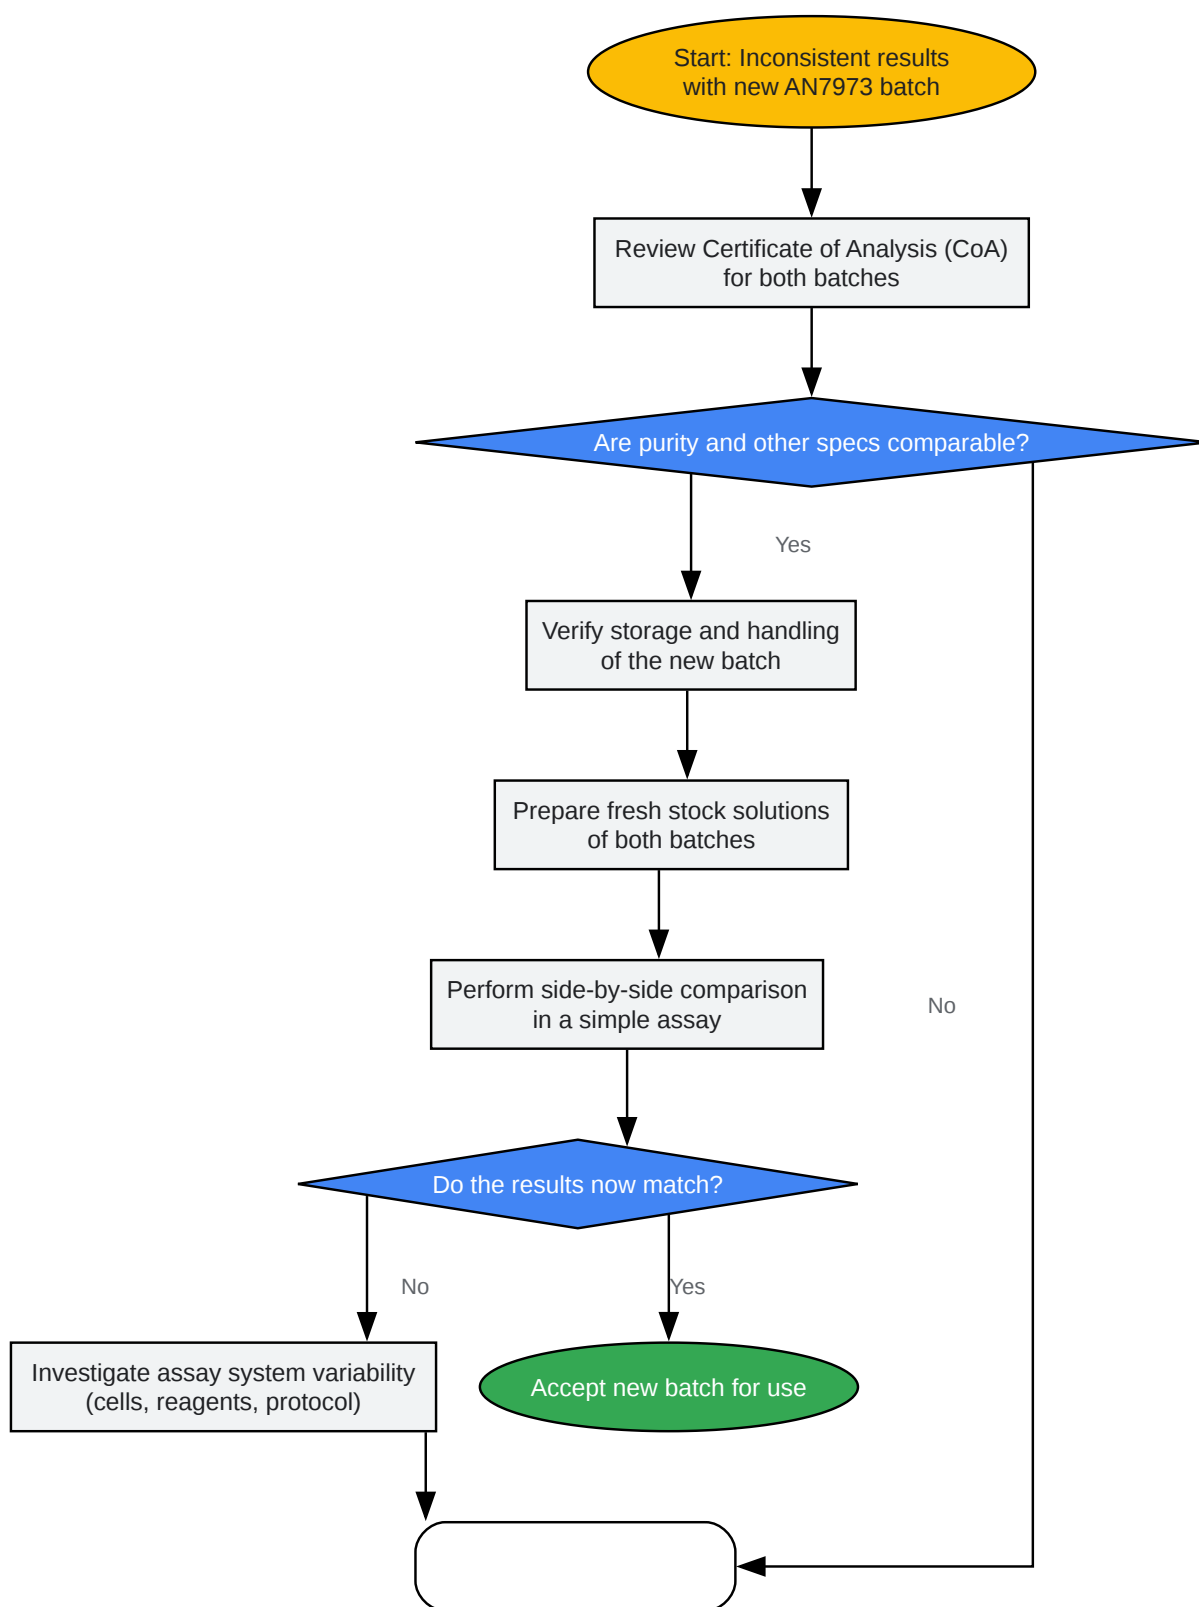 Start: Inconsistent results
with new AN7973 batch
Review Certificate of Analysis (CoA)
for both batches
Are purity and other specs comparable?
Yes
Verify storage and handling
of the new batch
Prepare fresh stock solutions
of both batches
Perform side-by-side comparison
in a simple assay
No
Do the results now match?
No
Yes
Investigate assay system variability
(cells, reagents, protocol)
Accept new batch for use